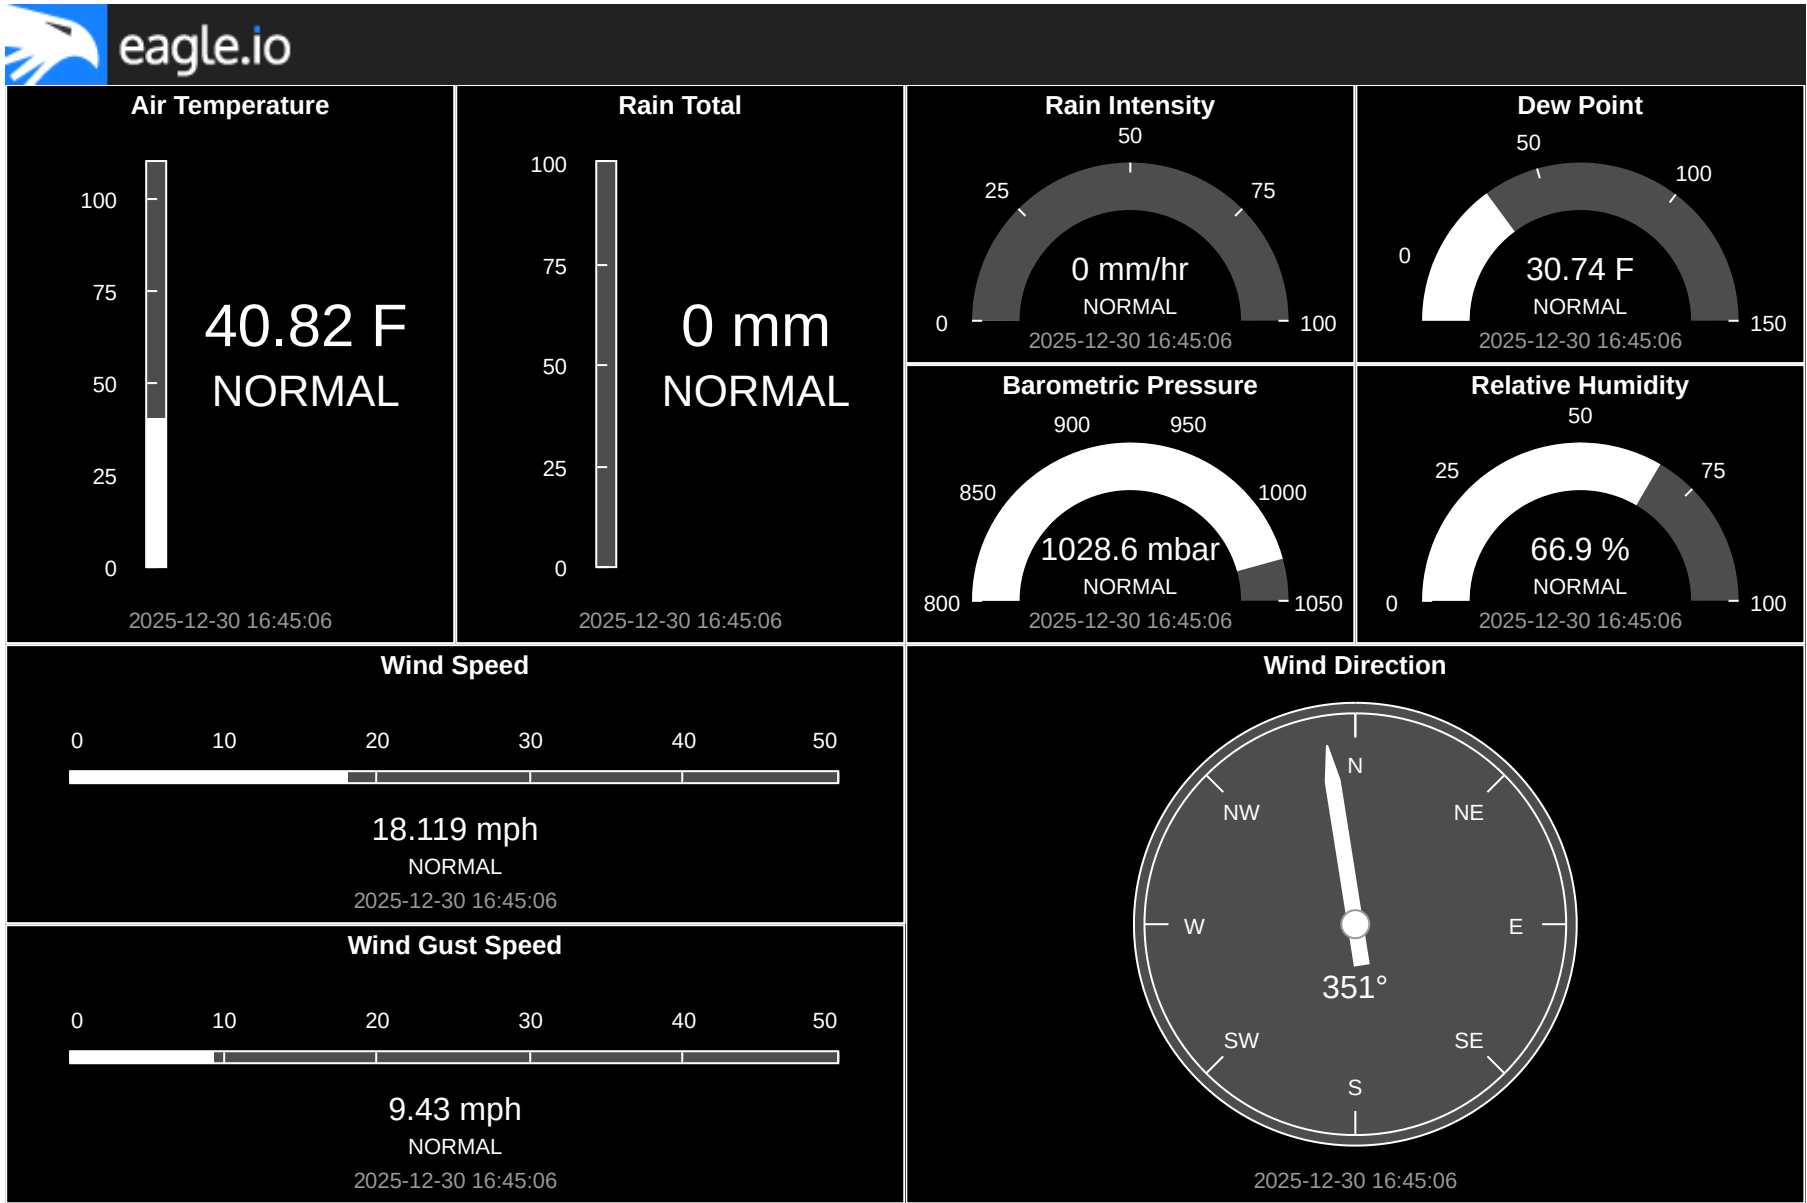 eagle.io
Air Temperature
100
75
50
25
0
40.82 F
NORMAL
2025-12-30 16:45:06
Rain Total
100
75
50
25
0
0 mm
NORMAL
2025-12-30 16:45:06
Rain Intensity
0
25
50
75
100
0 mm/hr
NORMAL
2025-12-30 16:45:06
Dew Point
0
50
100
150
30.74 F
NORMAL
2025-12-30 16:45:06
Barometric Pressure
800
850
900
950
1000
1050
1028.6 mbar
NORMAL
2025-12-30 16:45:06
Relative Humidity
0
25
50
75
100
66.9 %
NORMAL
2025-12-30 16:45:06
Wind Speed
0 10 20 30 40 50
18.119 mph
NORMAL
2025-12-30 16:45:06
Wind Gust Speed
0 10 20 30 40 50
9.43 mph
NORMAL
2025-12-30 16:45:06
Wind Direction
N
NW NE
W E
351°
SW SE
S
2025-12-30 16:45:06